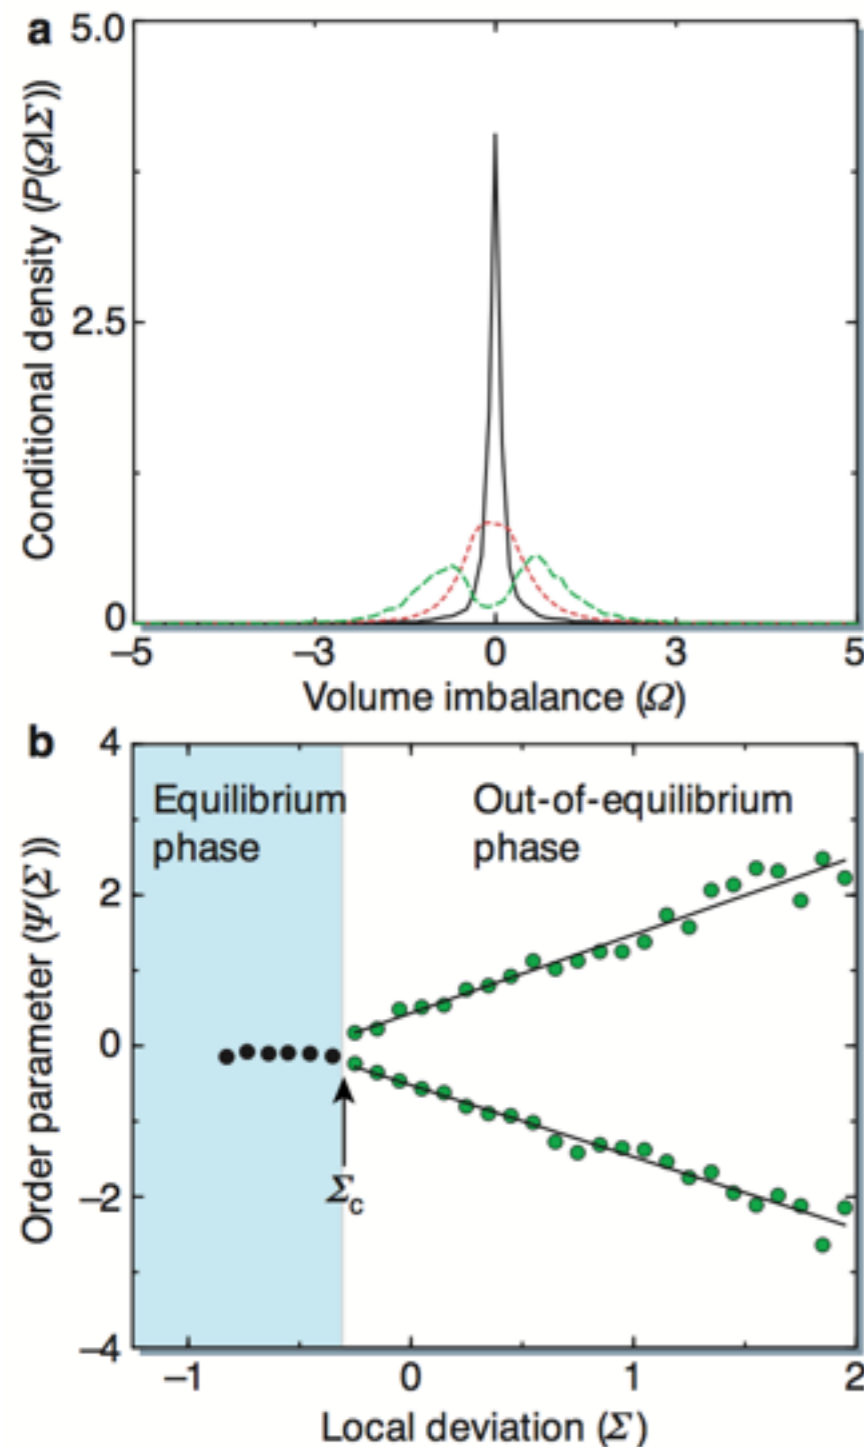 a
5.0
2.5
0
Conditional density (P(Ω|Σ))
–5
–3
0
3
5
Volume imbalance (Ω)
b
4
2
0
–2
–4
Order parameter (Ψ(Σ))
Equilibrium
phase
Out-of-equilibrium
phase
Σc
–1
0
1
2
Local deviation (Σ)